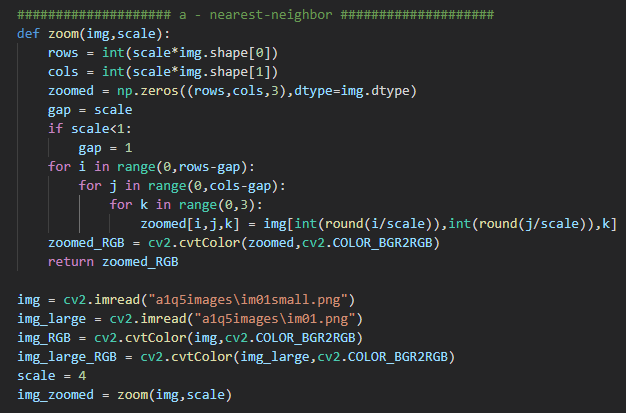 #################### a - nearest-neighbor ####################
def zoom(img,scale):
    rows = int(scale*img.shape[0])
    cols = int(scale*img.shape[1])
    zoomed = np.zeros((rows,cols,3),dtype=img.dtype)
    gap = scale
    if scale<1:
        gap = 1
    for i in range(0,rows-gap):
        for j in range(0,cols-gap):
            for k in range(0,3):
                zoomed[i,j,k] = img[int(round(i/scale)),int(round(j/scale)),k]
    zoomed_RGB = cv2.cvtColor(zoomed,cv2.COLOR_BGR2RGB)
    return zoomed_RGB

img = cv2.imread("a1q5images\im01small.png")
img_large = cv2.imread("a1q5images\im01.png")
img_RGB = cv2.cvtColor(img,cv2.COLOR_BGR2RGB)
img_large_RGB = cv2.cvtColor(img_large,cv2.COLOR_BGR2RGB)
scale = 4
img_zoomed = zoom(img,scale)